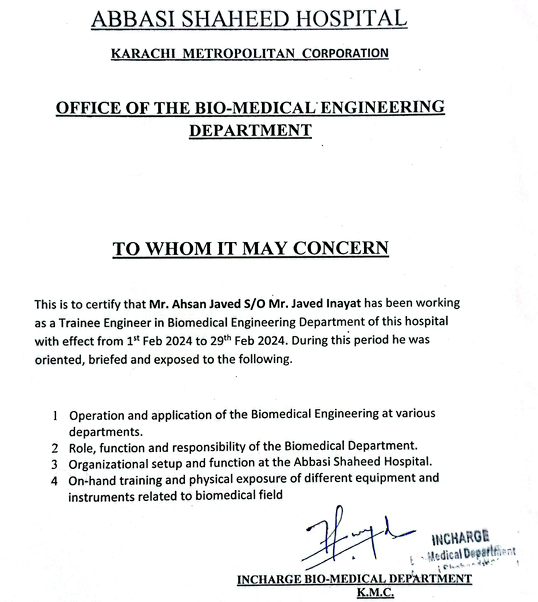 ABBASI SHAHEED HOSPITAL
KARACHI METROPOLITAN CORPORATION
OFFICE OF THE BIO-MEDICAL ENGINEERING
DEPARTMENT
TO WHOM IT MAY CONCERN
This is to certify that Mr. Ahsan Javed S/O Mr. Javed Inayat has been working
as a Trainee Engineer in Biomedical Engineering Department of this hospital
with effect from 1st Feb 2024 to 29th Feb 2024. During this period he was
oriented, briefed and exposed to the following.
1 Operation and application of the Biomedical Engineering at various
departments.
2 Role, function and responsibility of the Biomedical Department.
3 Organizational setup and function at the Abbasi Shaheed Hospital.
4 On-hand training and physical exposure of different equipment and
instruments related to biomedical field
INCHARGE
Medical Department
INCHARGE BIO-MEDICAL DEPARTMENT
K.M.C.